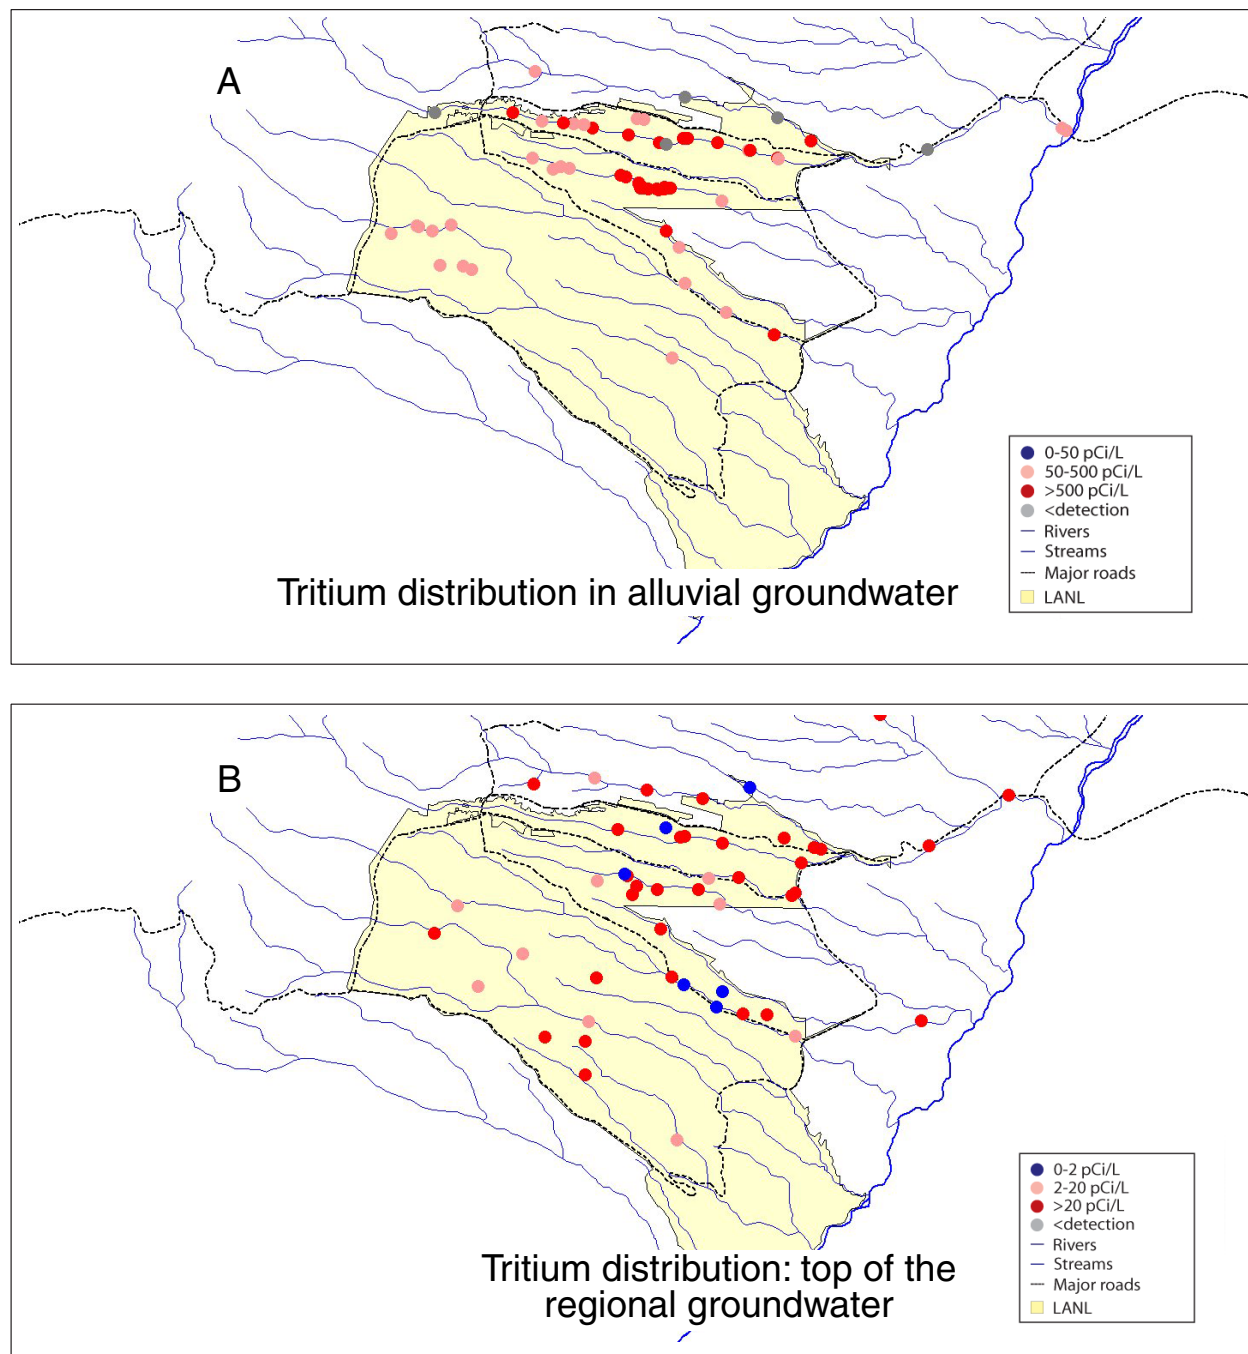 A
0-50 pCi/L
50-500 pCi/L
>500 pCi/L
<detection
Rivers
Streams
Major roads
LANL
Tritium distribution in alluvial groundwater
B
0-2 pCi/L
2-20 pCi/L
>20 pCi/L
<detection
Rivers
Streams
Major roads
LANL
Tritium distribution: top of the
regional groundwater